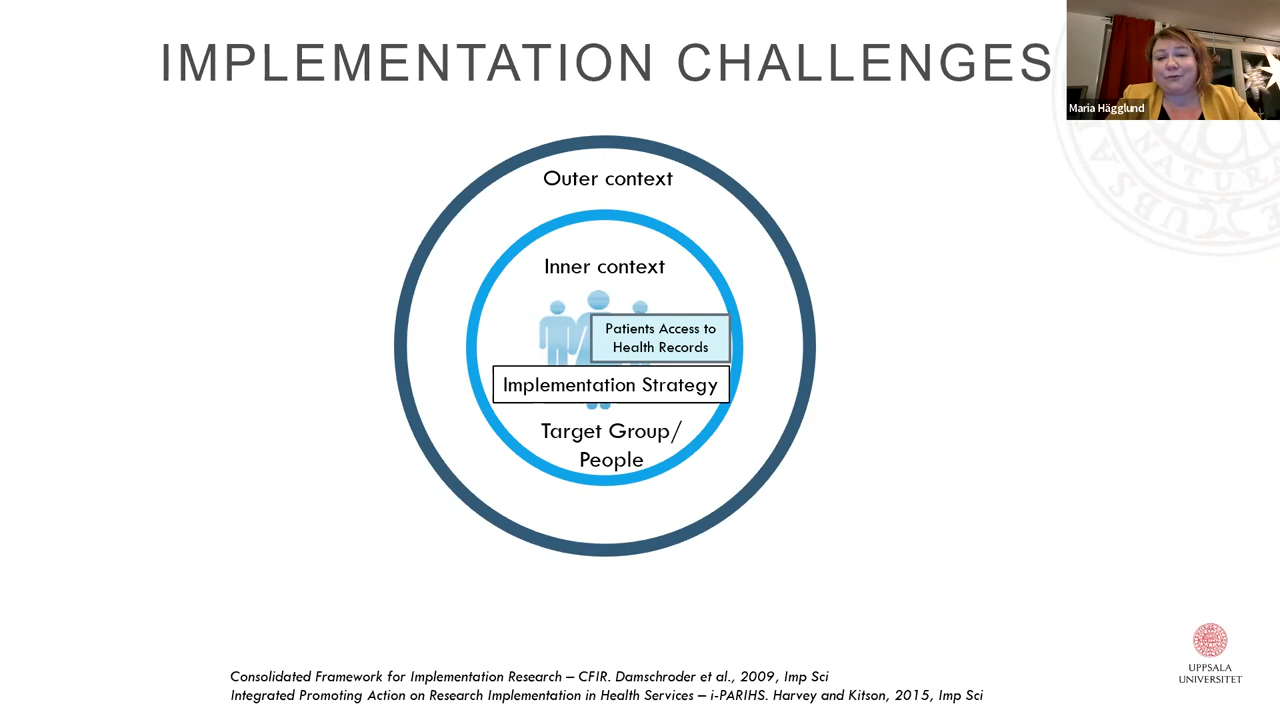 IMPLEMENTATION CHALLENGES
Maria Hägglund
Outer context
Inner context
Patients Access to
Health Records
Implementation Strategy
Target Group/
People
Consolidated Framework for Implementation Research – CFIR. Damschroder et al., 2009, Imp Sci
Integrated Promoting Action on Research Implementation in Health Services – i-PARIHS. Harvey and Kitson, 2015, Imp Sci
UPPSALA
UNIVERSITET